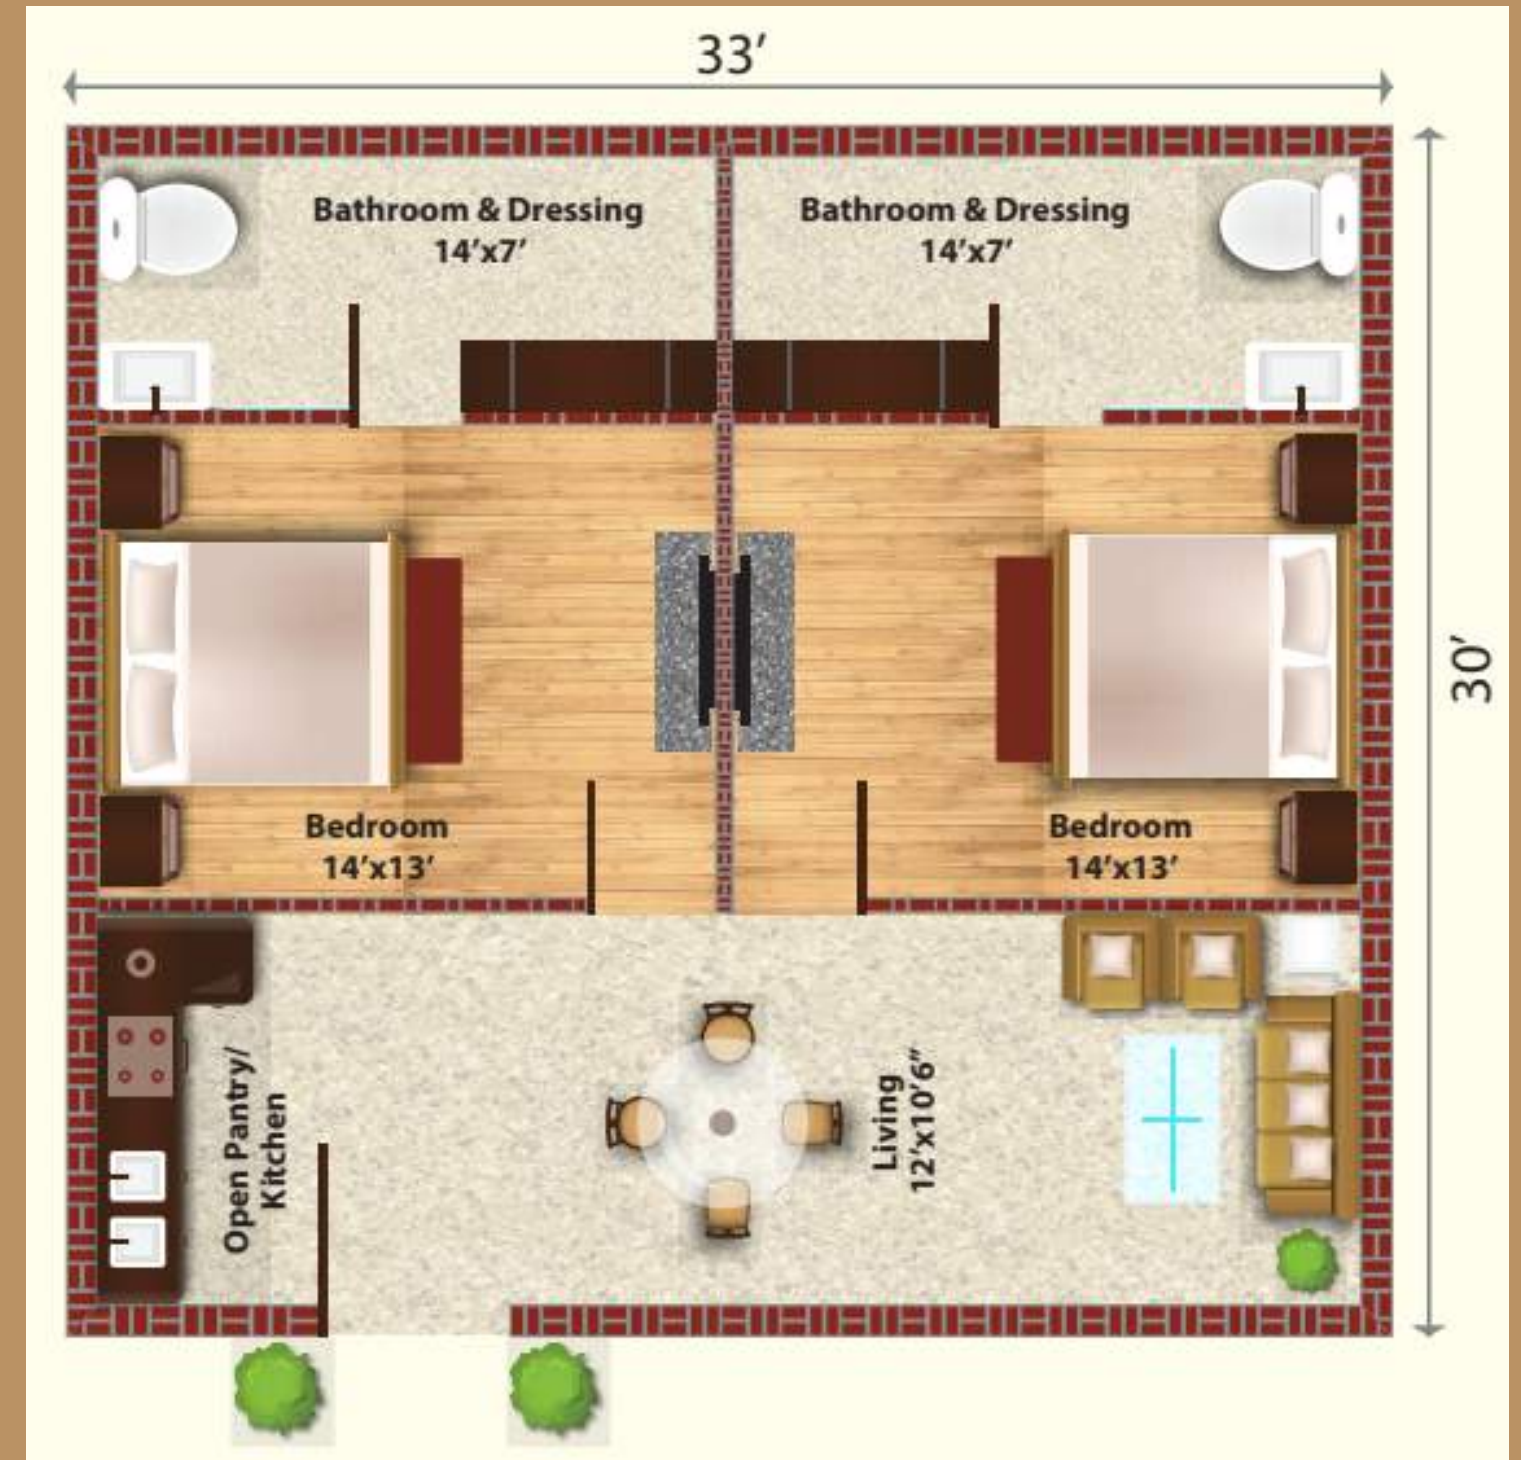 33’
Bathroom & Dressing
14’x7’
Bathroom & Dressing
14’x7’
30’
Bedroom
14’x13’
Bedroom
14’x13’
Open Pantry/
Kitchen
Living
12’x10’6”